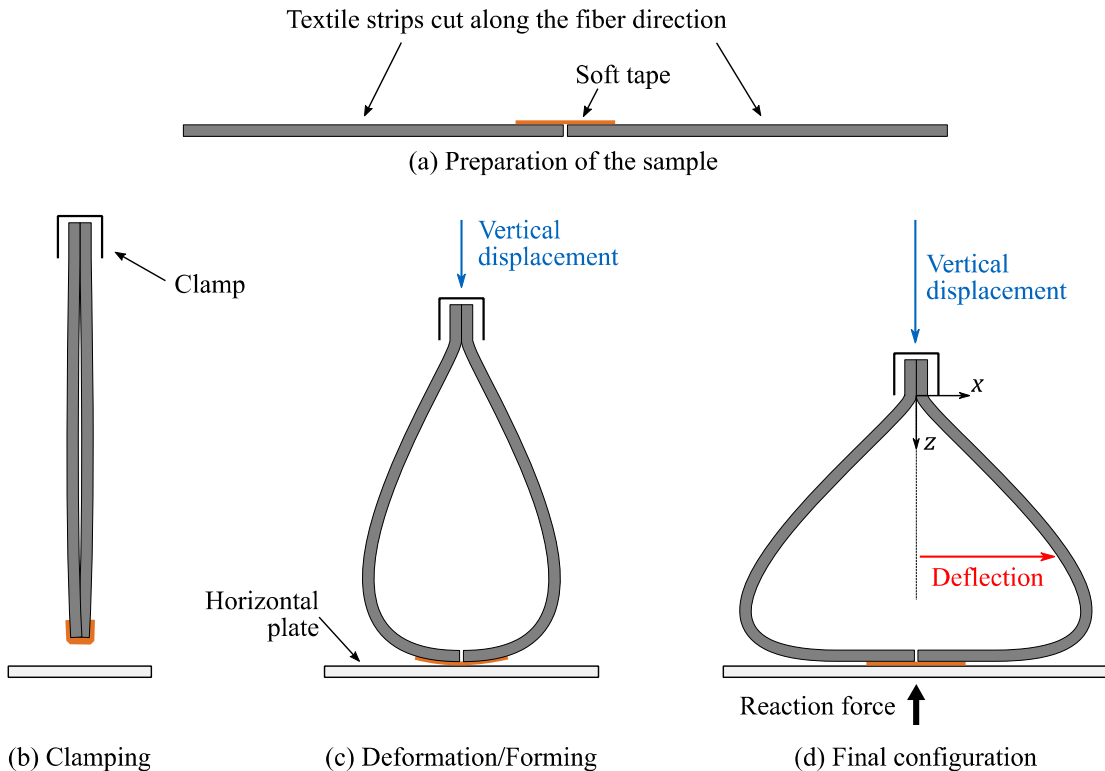 Textile strips cut along the fiber direction
Soft tape
(a) Preparation of the sample
Clamp
Vertical
displacement
Vertical
displacement
x
z
Deflection
Horizontal
plate
Reaction force
(b) Clamping
(c) Deformation/Forming
(d) Final configuration